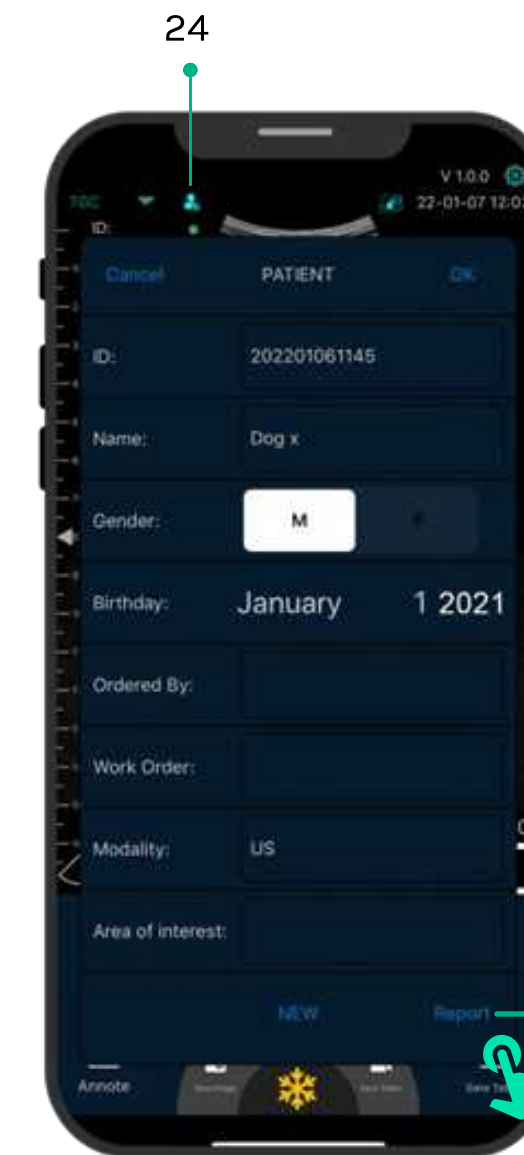 24
V 1.0.0
22-01-07 12:0
ID:
Cancel PATIENT OK
ID: 202201061145
Name: Dog x
Gender: M F
Birthday: January 1 2021
Ordered By:
Work Order:
Modality: US
Area of interest:
NEW Report
Annote